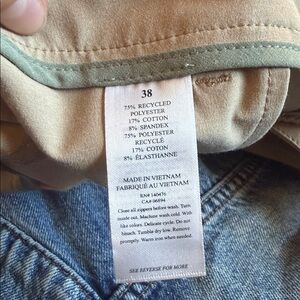 38
75% RECYCLED
POLYESTER
17% COTTON
8% SPANDEX
75% POLYESTER
RECYCLÉ
17% COTON
8% ÉLASTHANNE
MADE IN VIETNAM
FABRIQUÉ AU VIETNAM
RN# 140476
CA# 06894
Close all zippers before wash. Turn
inside out. Machine wash cold. With
like colors. Delicate cycle. Do not
bleach. Tumble dry low. Remove
promptly. Warm iron when needed.
SEE REVERSE FOR MORE